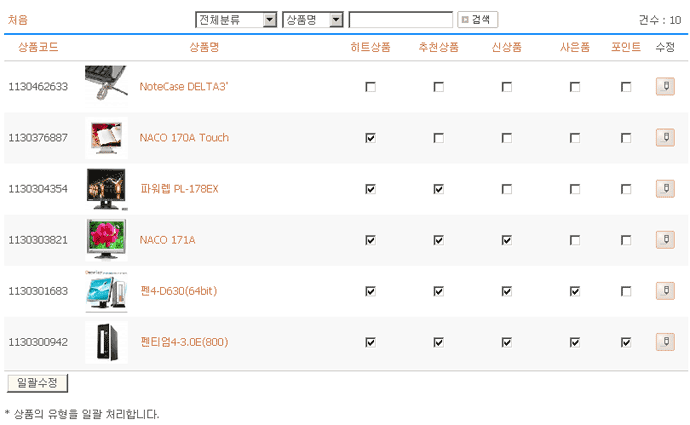 처음 전체분류 상품명 검색 건수 : 10
상품코드 상품명 히트상품 추천상품 신상품 사은품 포인트 수정
1130462633 NoteCase DELTA3"
1130376887 NACO 170A Touch
1130304354 파워렙 PL-178EX
1130303821 NACO 171A
1130301683 펜4-D630(64bit)
1130300942 펜티엄4-3.0E(800)
일괄수정
* 상품의 유형을 일괄 처리합니다.